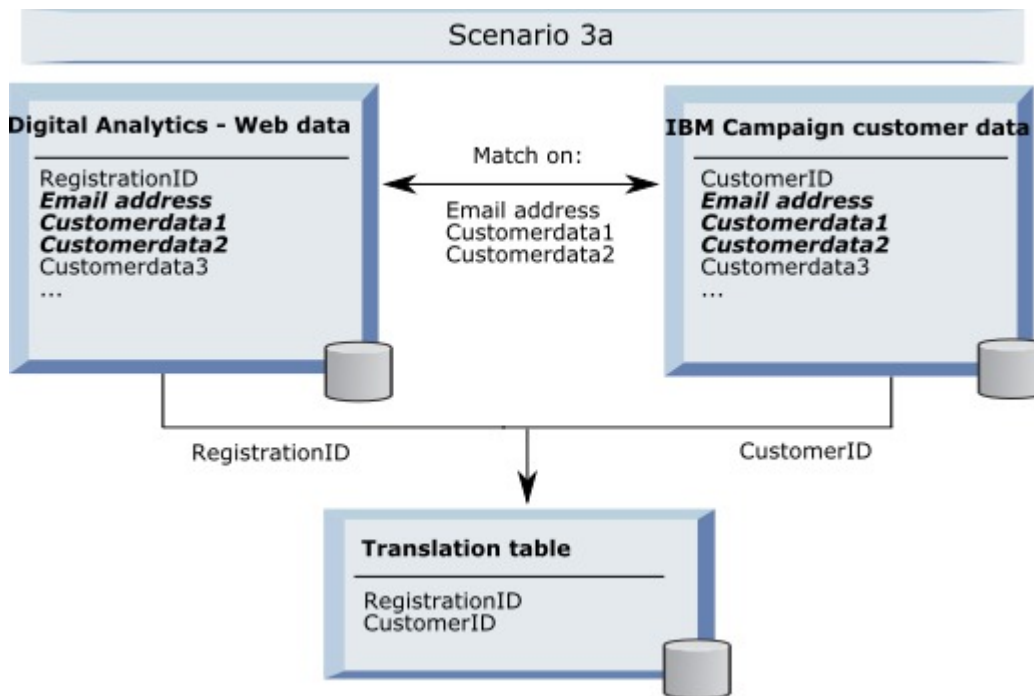 Scenario 3a
Digital Analytics - Web data
RegistrationID
Email address
Customerdata1
Customerdata2
Customerdata3
...
Match on:
Email address
Customerdata1
Customerdata2
IBM Campaign customer data
CustomerID
Email address
Customerdata1
Customerdata2
Customerdata3
...
RegistrationID
CustomerID
Translation table
RegistrationID
CustomerID